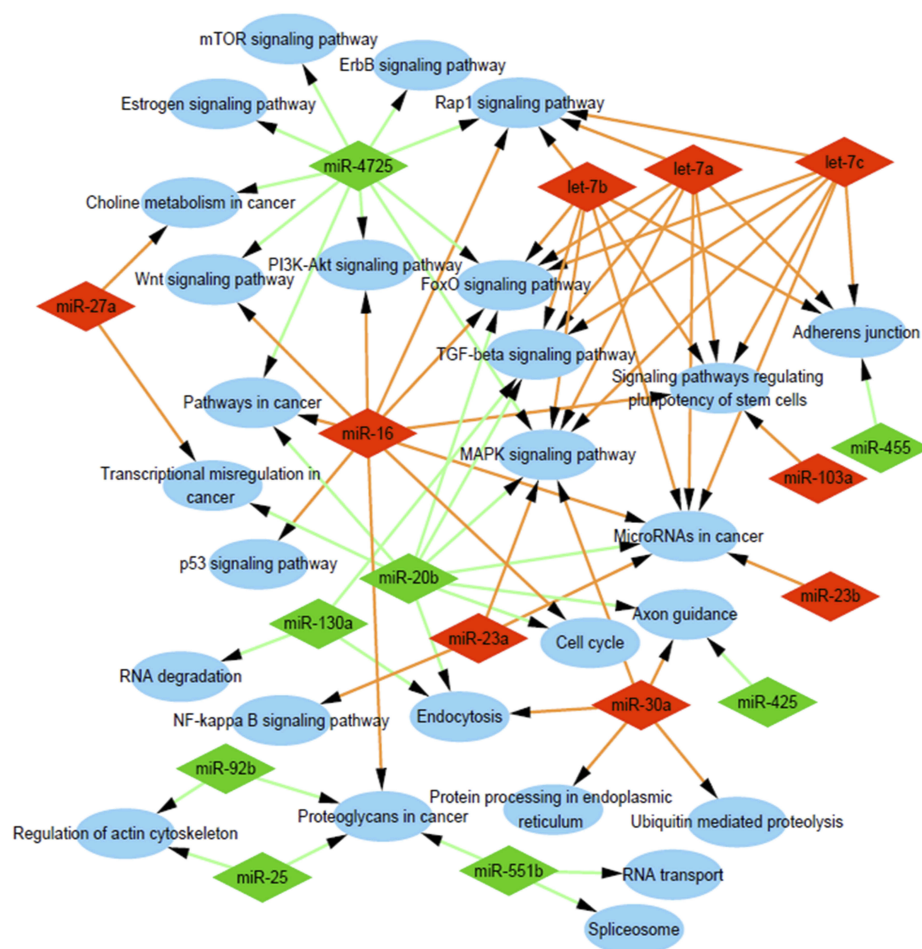 mTOR signaling pathway
ErbB signaling pathway
Estrogen signaling pathway
Rap1 signaling pathway
miR-4725
let-7b
let-7a
let-7c
Choline metabolism in cancer
Wnt signaling pathway
PI3K-Akt signaling pathway
FoxO signaling pathway
miR-27a
Adherens junction
TGF-beta signaling pathway
Signaling pathways regulating
pluripotency of stem cells
Pathways in cancer
miR-16
MAPK signaling pathway
miR-455
miR-103a
Transcriptional misregulation in
cancer
MicroRNAs in cancer
p53 signaling pathway
miR-20b
miR-23b
miR-130a
miR-23a
Cell cycle
Axon guidance
RNA degradation
NF-kappa B signaling pathway
Endocytosis
miR-30a
miR-425
miR-92b
Regulation of actin cytoskeleton
Proteoglycans in cancer
Protein processing in endoplasmic
reticulum
Ubiquitin mediated proteolysis
miR-25
miR-551b
RNA transport
Spliceosome